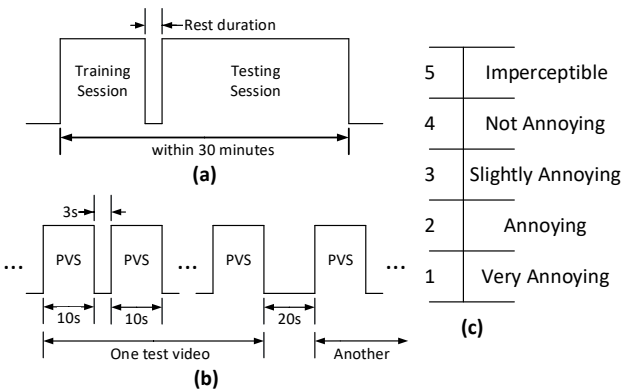 Rest duration
Training
Session
Testing
Session
within 30 minutes
(a)
3s
...
PVS
PVS
...
PVS
PVS
...
10s
10s
20s
One test video
Another
(b)
5 Imperceptible
4 Not Annoying
3 Slightly Annoying
2 Annoying
1 Very Annoying
(c)